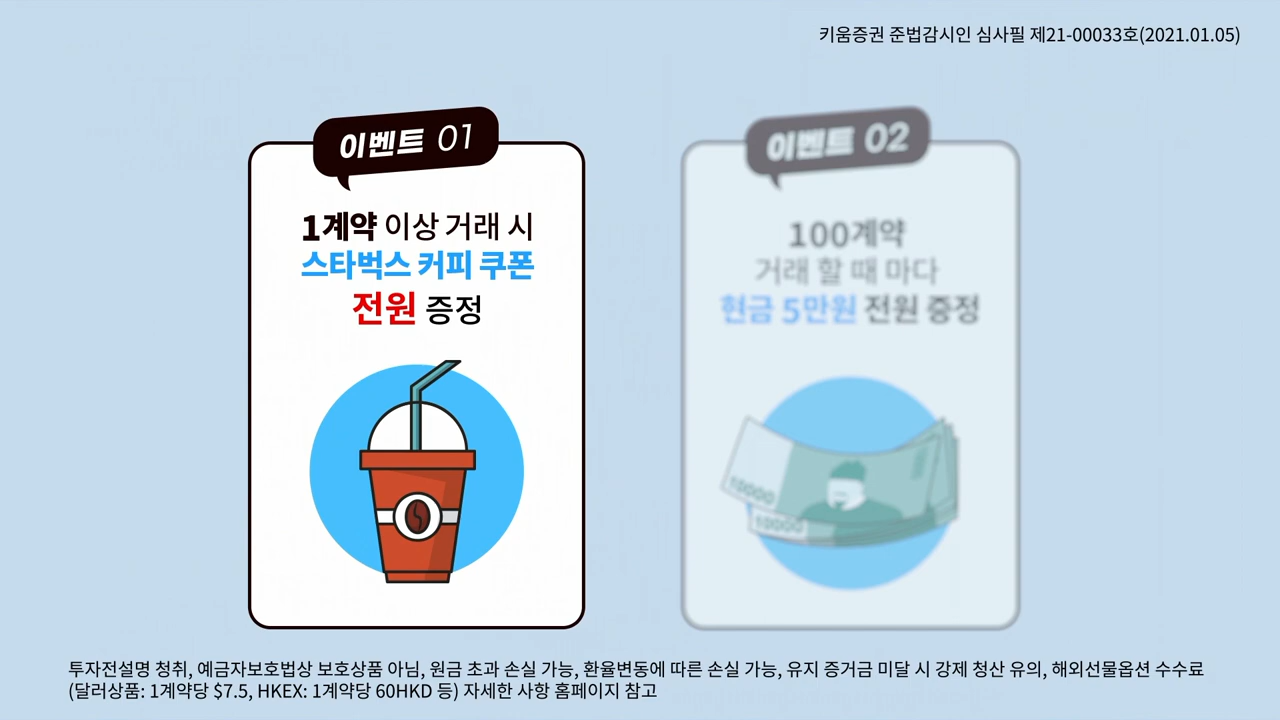 키움증권 준법감시인 심사필 제21-00033호(2021.01.05)
이벤트 01
1계약 이상 거래 시
스타벅스 커피 쿠폰
전원 증정
이벤트 02
100계약
거래 할 때 마다
현금 5만원 전원 증정
10000
10000
투자전설명 청취, 예금자보호법상 보호상품 아님, 원금 초과 손실 가능, 환율변동에 따른 손실 가능, 유지 증거금 미달 시 강제 청산 유의, 해외선물옵션 수수료
(달러상품: 1계약당 $7.5, HKEX: 1계약당 60HKD 등) 자세한 사항 홈페이지 참고